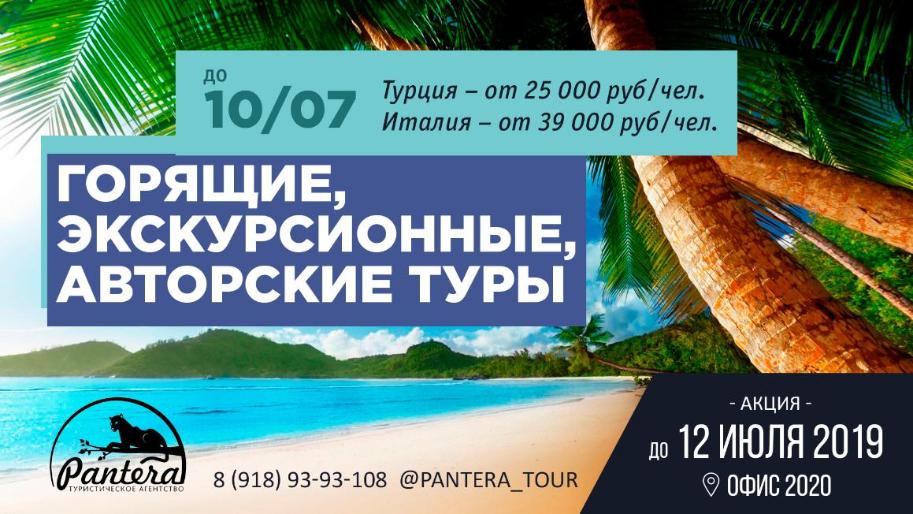 до
10/07
Турция – от 25 000 руб/чел.
Италия – от 39 000 руб/чел.
ГОРЯЩИЕ,
ЭКСКУРСИОННЫЕ,
АВТОРСКИЕ ТУРЫ
Pantera
ТУРИСТИЧЕСКОЕ АГЕНТСТВО
8 (918) 93-93-108 @PANTERA_TOUR
- АКЦИЯ -
до 12 ИЮЛЯ 2019
ОФИС 2020